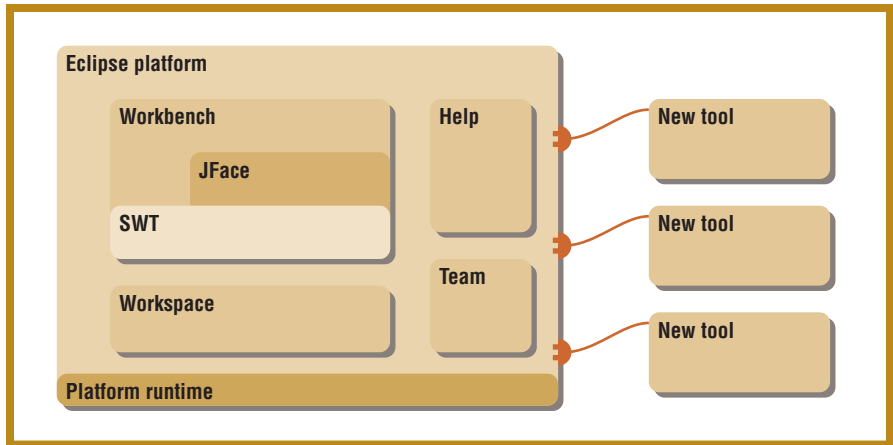 Eclipse platform
Workbench
JFace
SWT
Workspace
Help
Team
Platform runtime
New tool
New tool
New tool